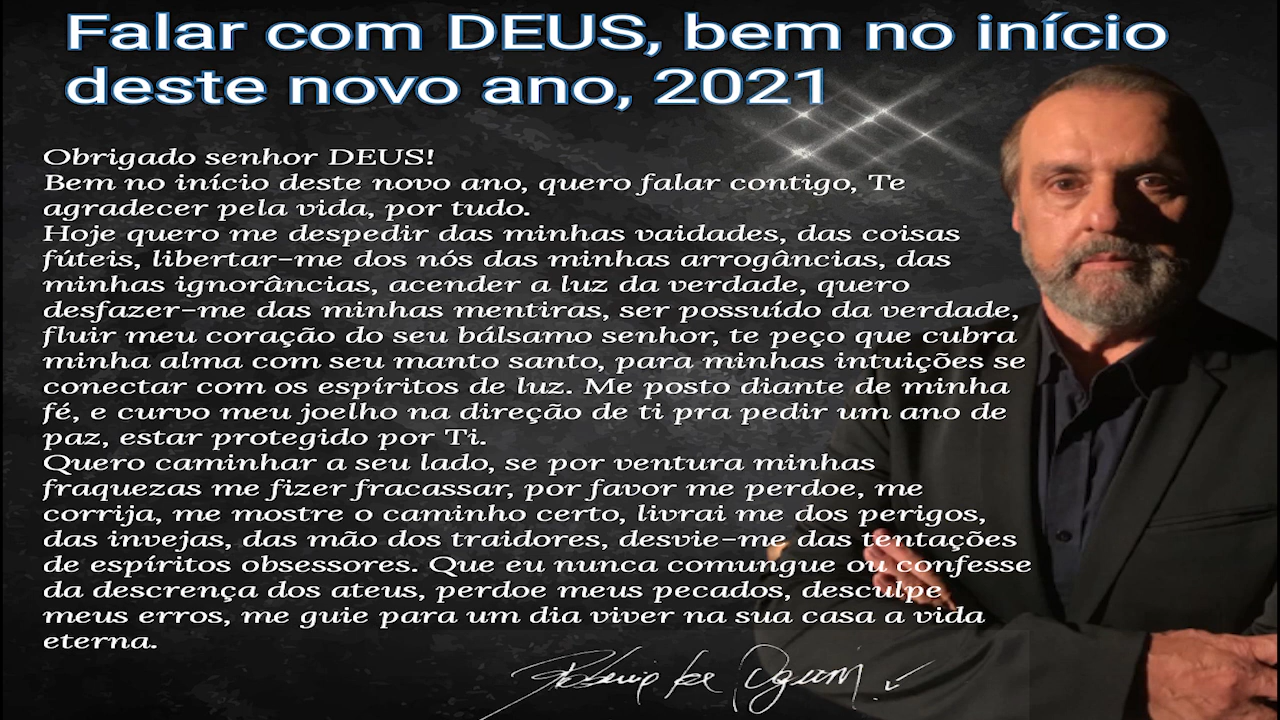 Falar com DEUS, bem no início
deste novo ano, 2021
Obrigado senhor DEUS!
Bem no início deste novo ano, quero falar contigo, Te
agradecer pela vida, por tudo.
Hoje quero me despedir das minhas vaidades, das coisas
fúteis, libertar-me dos nós das minhas arrogâncias, das
minhas ignorâncias, acender a luz da verdade, quero
desfazer-me das minhas mentiras, ser possuído da verdade,
fluir meu coração do seu bálsamo senhor, te peço que cubra
minha alma com seu manto santo, para minhas intuições se
conectar com os espíritos de luz. Me posto diante de minha
fé, e curvo meu joelho na direção de ti pra pedir um ano de
paz, estar protegido por Ti.
Quero caminhar a seu lado, se por ventura minhas
fraquezas me fizer fracassar, por favor me perdoe, me
corrija, me mostre o caminho certo, livrai me dos perigos,
das invejas, das mão dos traidores, desvie-me das tentações
de espíritos obsessores. Que eu nunca comungue ou confesse
da descrença dos ateus, perdoe meus pecados, desculpe
meus erros, me guie para um dia viver na sua casa a vida
eterna.